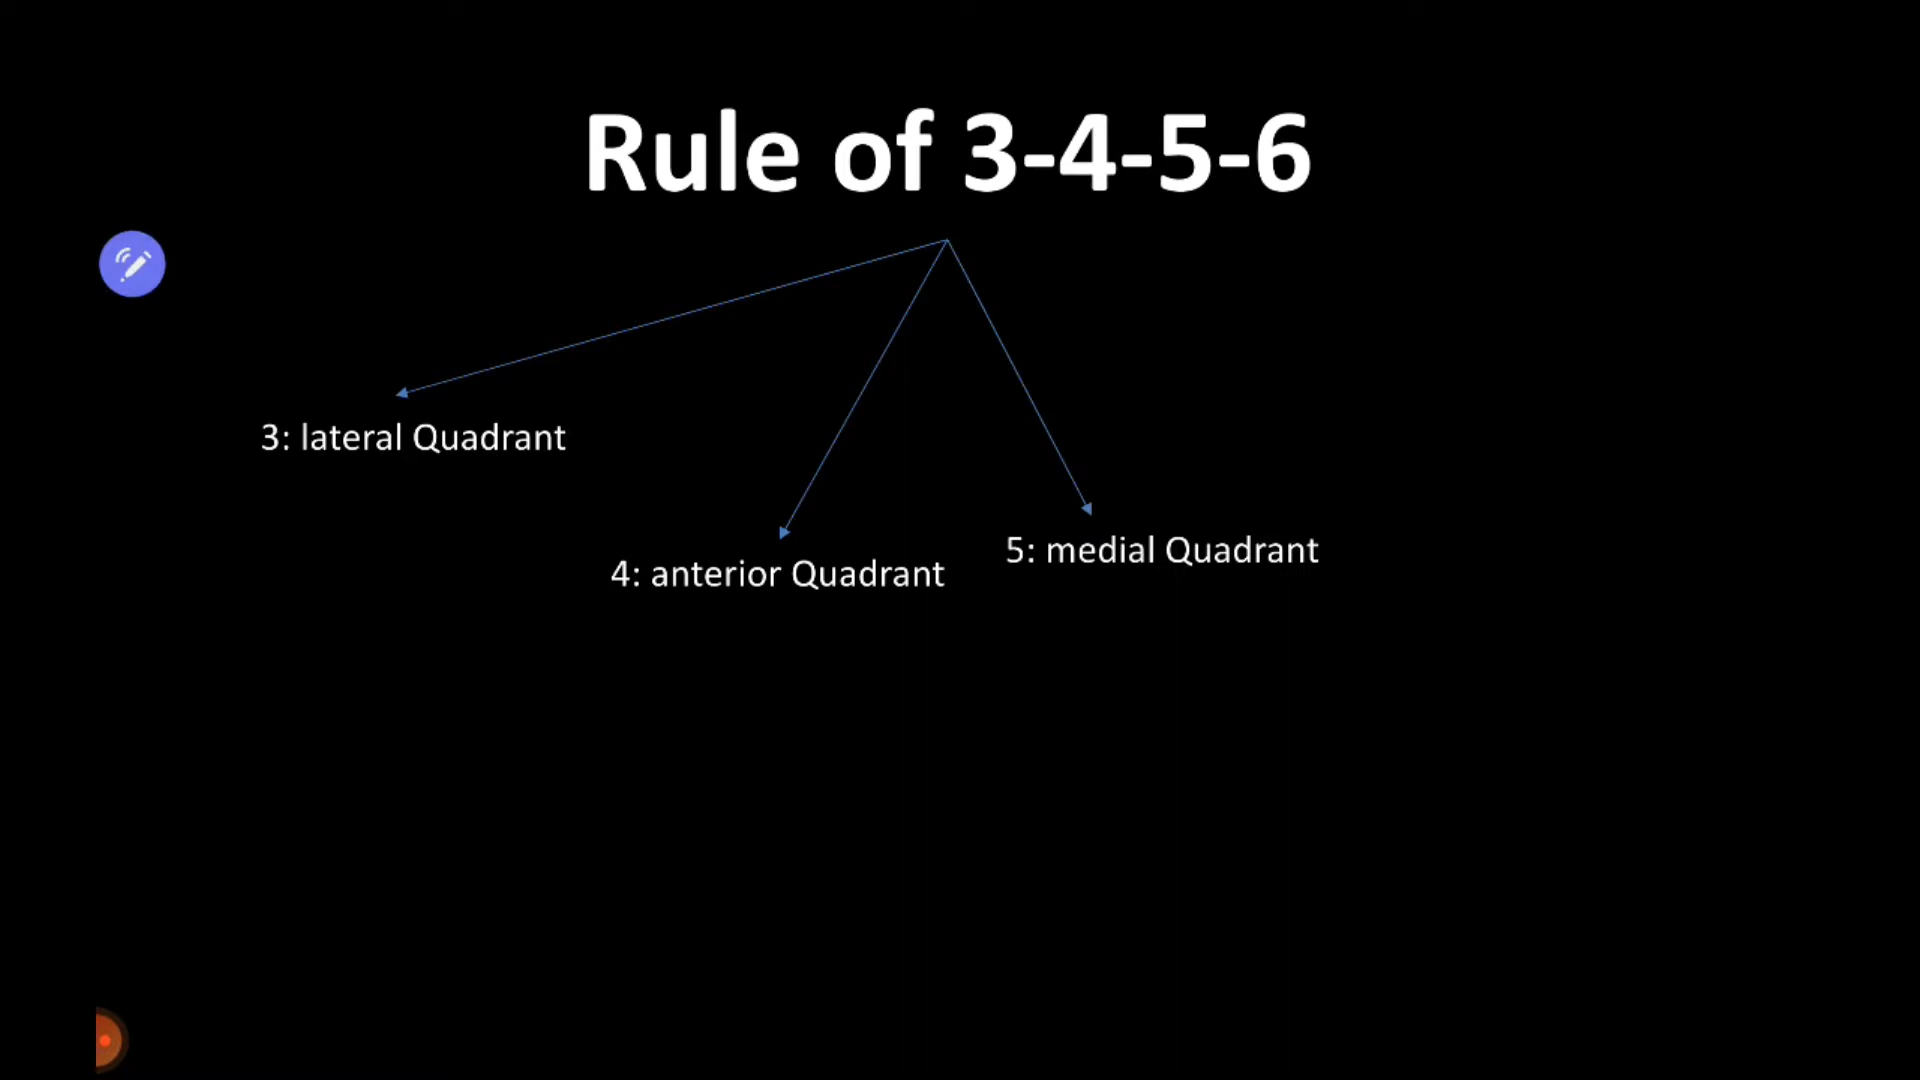 Rule of 3-4-5-6
3: lateral Quadrant
4: anterior Quadrant
5: medial Quadrant